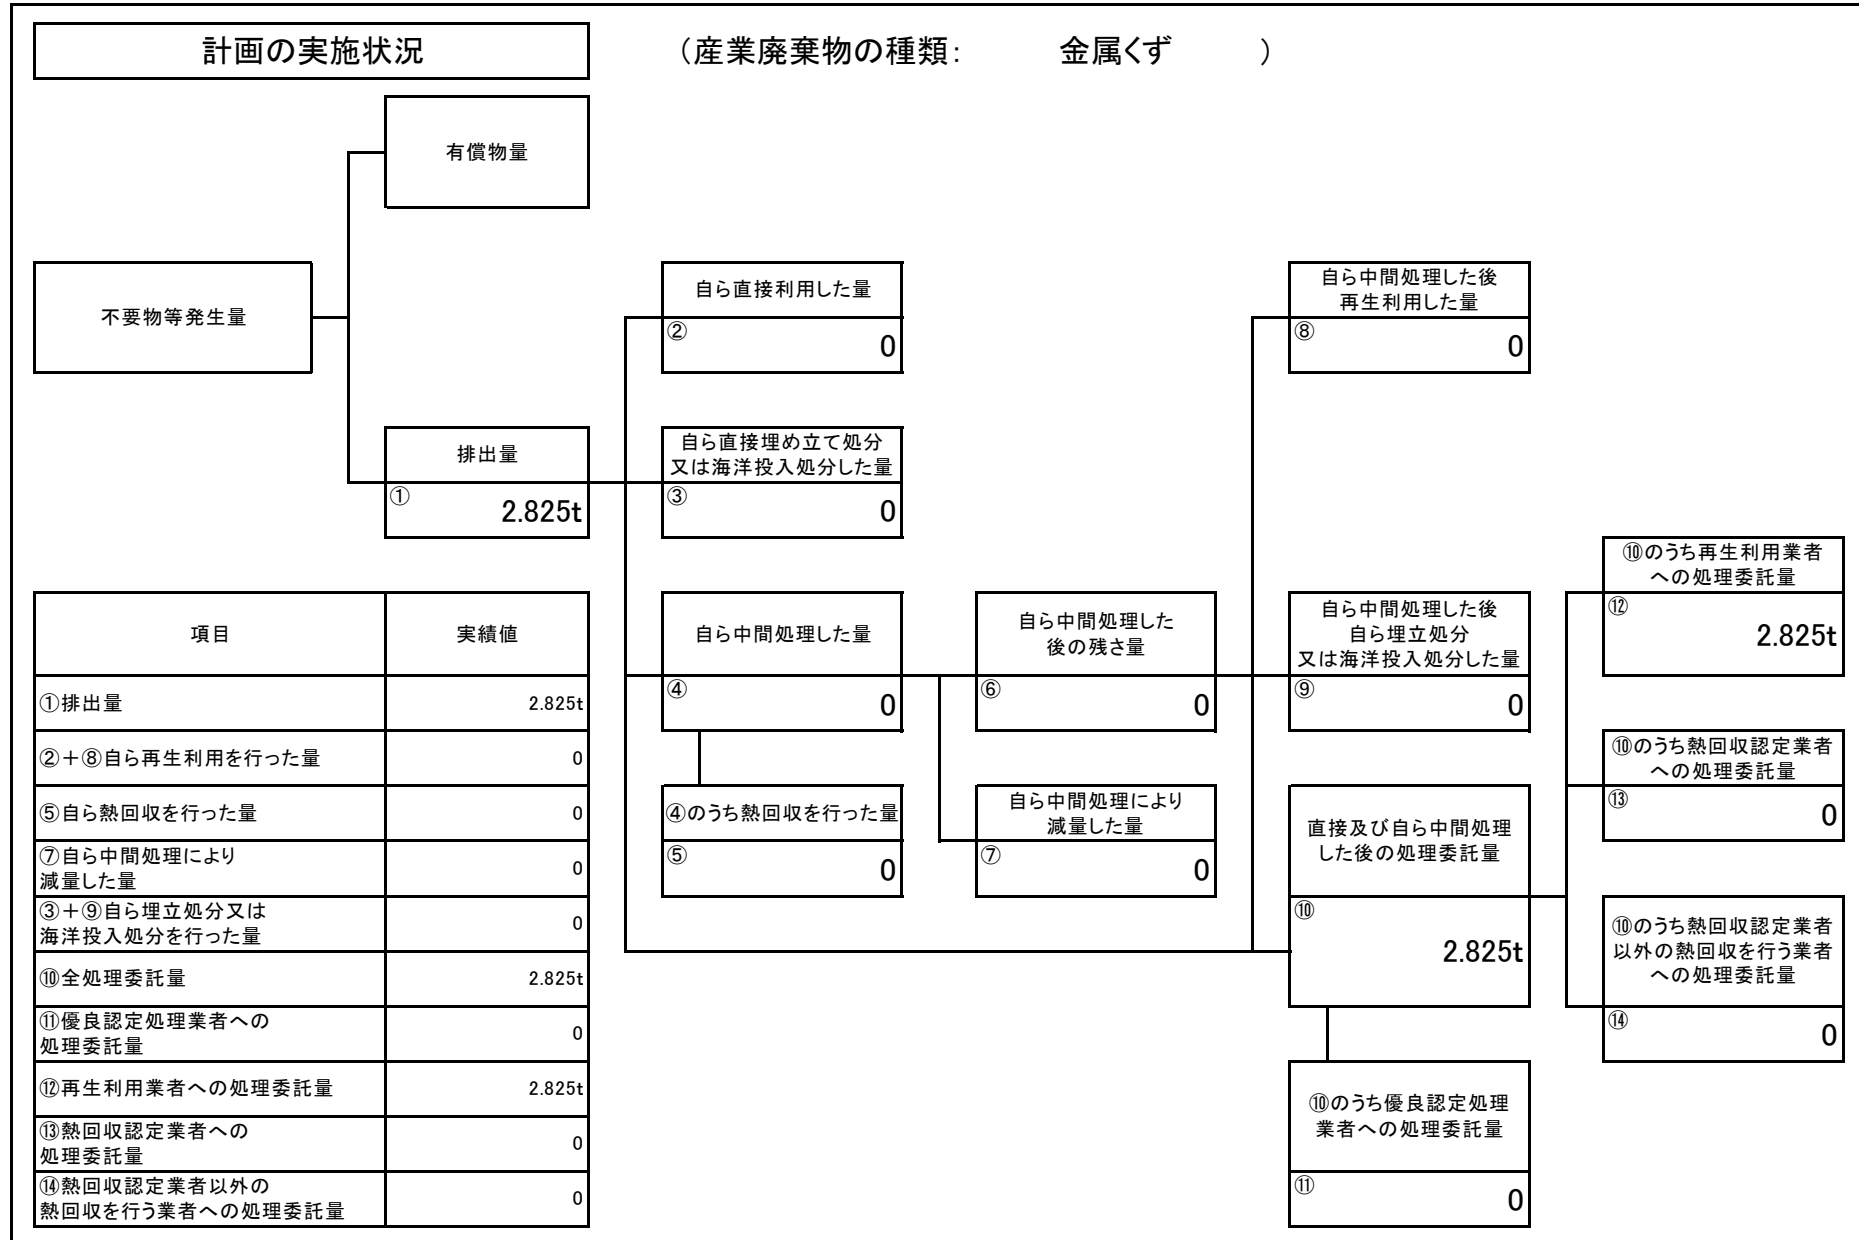 計画の実施状況
（産業廃棄物の種類：　金属くず　）
有償物量
不要物等発生量
自ら直接利用した量
②
0
自ら中間処理した後
再生利用した量
⑧
0
排出量
①
2.825t
自ら直接埋め立て処分
又は海洋投入処分した量
③
0
⑩のうち再生利用業者
への処理委託量
⑫
2.825t
自ら中間処理した量
④
0
自ら中間処理した
後の残さ量
⑥
0
自ら中間処理した後
自ら埋立処分
又は海洋投入処分した量
⑨
0
⑩のうち熱回収認定業者
への処理委託量
⑬
0
④のうち熱回収を行った量
⑤
0
自ら中間処理により
減量した量
⑦
0
直接及び自ら中間処理
した後の処理委託量
⑩
2.825t
⑩のうち熱回収認定業者
以外の熱回収を行う業者
への処理委託量
⑭
0
⑩のうち優良認定処理
業者への処理委託量
⑪
0
項目 実績値
①排出量 2.825t
②＋⑧自ら再生利用を行った量 0
⑤自ら熱回収を行った量 0
⑦自ら中間処理により
減量した量 0
③＋⑨自ら埋立処分又は
海洋投入処分を行った量 0
⑩全処理委託量 2.825t
⑪優良認定処理業者への
処理委託量 0
⑫再生利用業者への処理委託量 2.825t
⑬熱回収認定業者への
処理委託量 0
⑭熱回収認定業者以外の
熱回収を行う業者への処理委託量 0